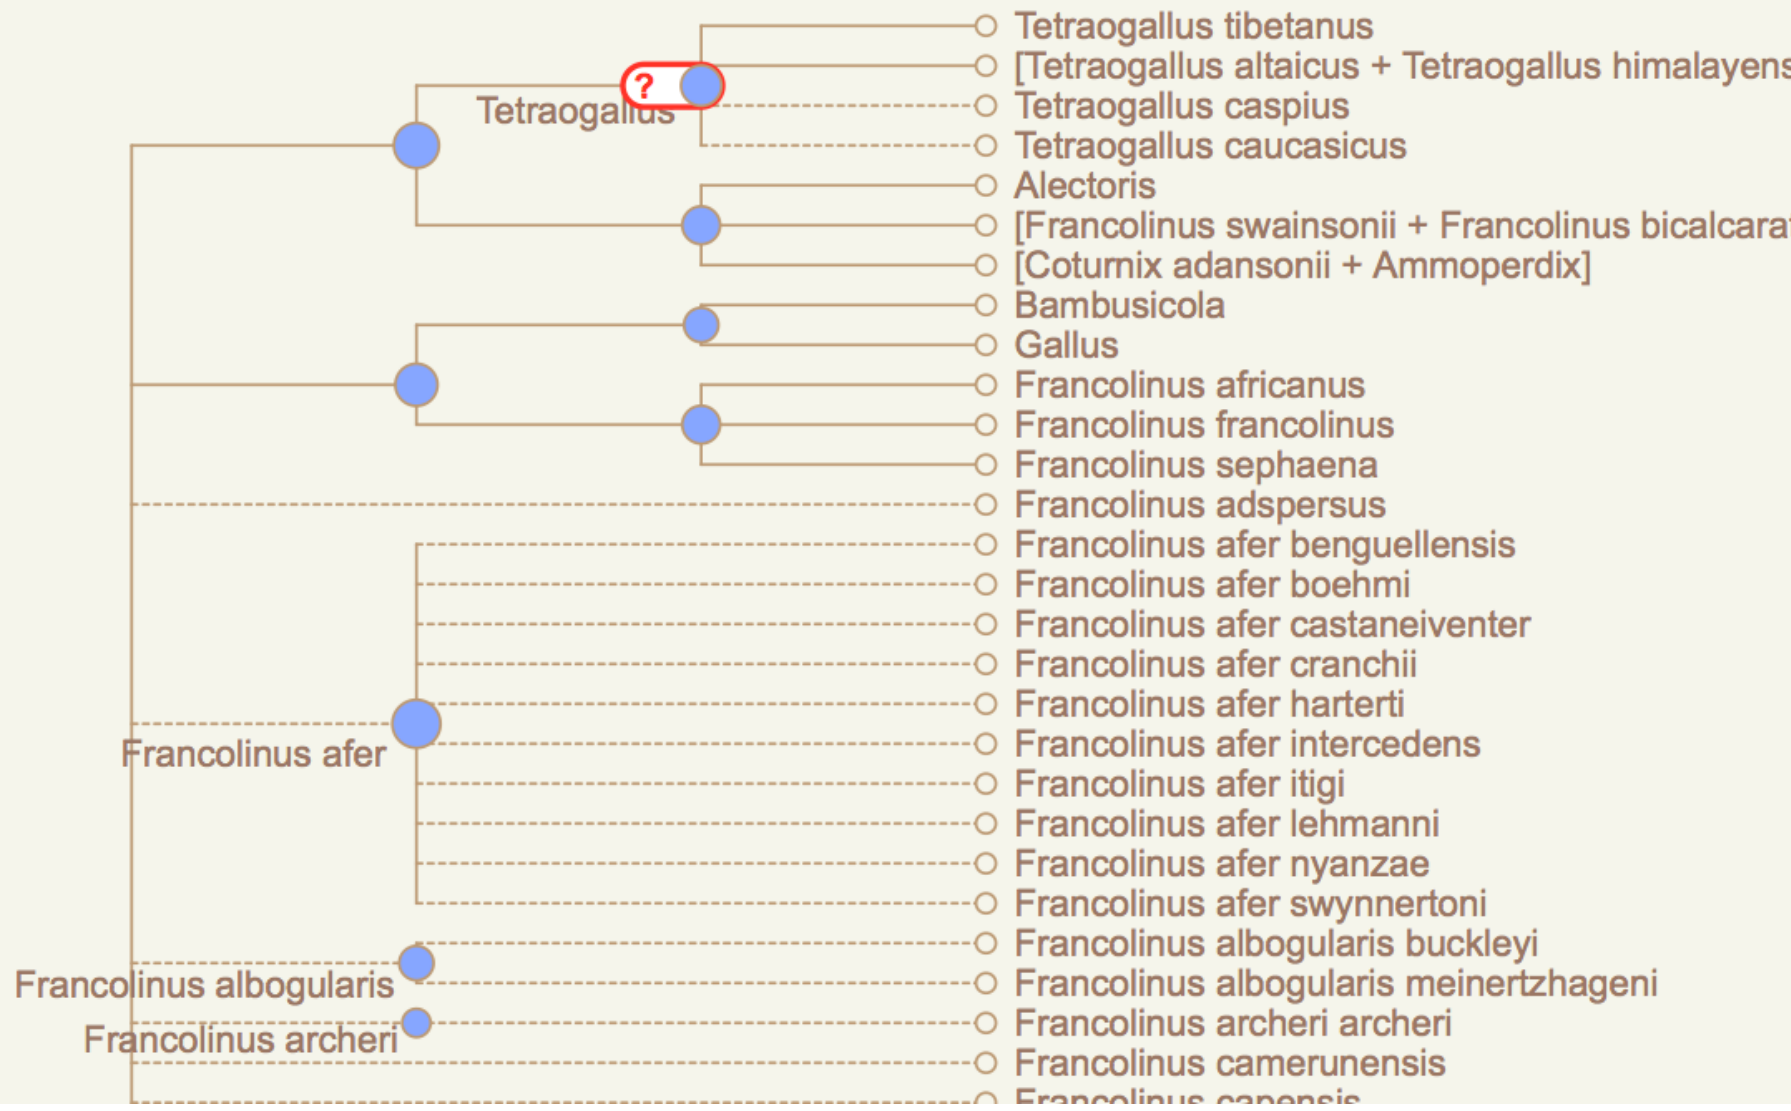 Tetraogallus tibetanus
[Tetraogallus altaicus + Tetraogallus
?
Tetraogallus
Tetraogallus caspius
Tetraogallus caucasicus
Alectoris
[Francolinus swainsonii + Francolinus
[Coturnix adansonii + Ammoperdix]
Bambusicola
Gallus
Francolinus africanus
Francolinus francolinus
Francolinus sephaena
Francolinus adspersus
Francolinus afer benguellensis
Francolinus afer boehmi
Francolinus afer castaneiventer
Francolinus afer cranchii
Francolinus afer harterti
Francolinus afer
Francolinus afer intercedens
Francolinus afer itigi
Francolinus afer lehmanni
Francolinus afer nyanzae
Francolinus afer swynnertoni
Francolinus albogularis buckleyi
Francolinus albogularis
Francolinus albogularis meinertzhageni
Francolinus archeri archeri
Francolinus archeri
Francolinus camerunensis
Francolinus capensis